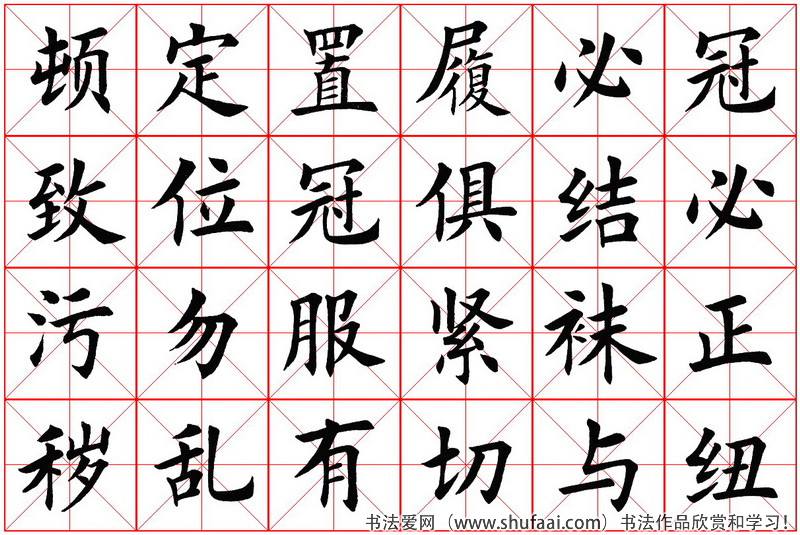 冠必正纽
必结袜与
履俱紧切
置冠服有
定位勿乱
顿致污秽
书法爱网（www.shufaai.com）书法作品欣赏和学习！